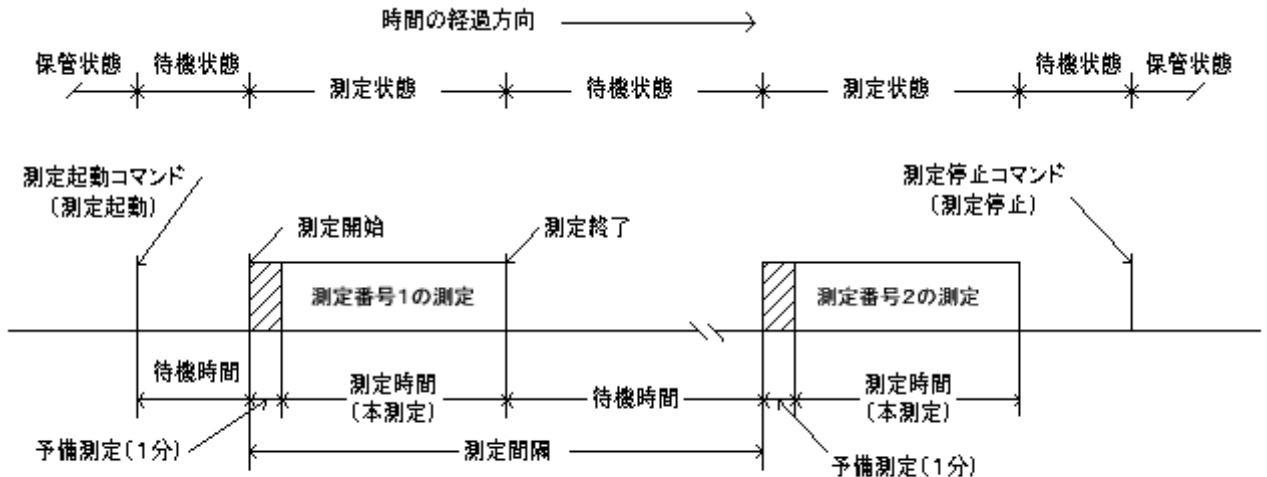 時間の経過方向
保管状態
待機状態
測定状態
待機状態
測定状態
待機状態
保管状態
測定起動コマンド
(測定起動)
測定停止コマンド
(測定停止)
測定開始
測定終了
測定番号1の測定
測定番号2の測定
待機時間
測定時間
(本測定)
待機時間
測定時間
(本測定)
予備測定(1分)
測定間隔
予備測定(1分)